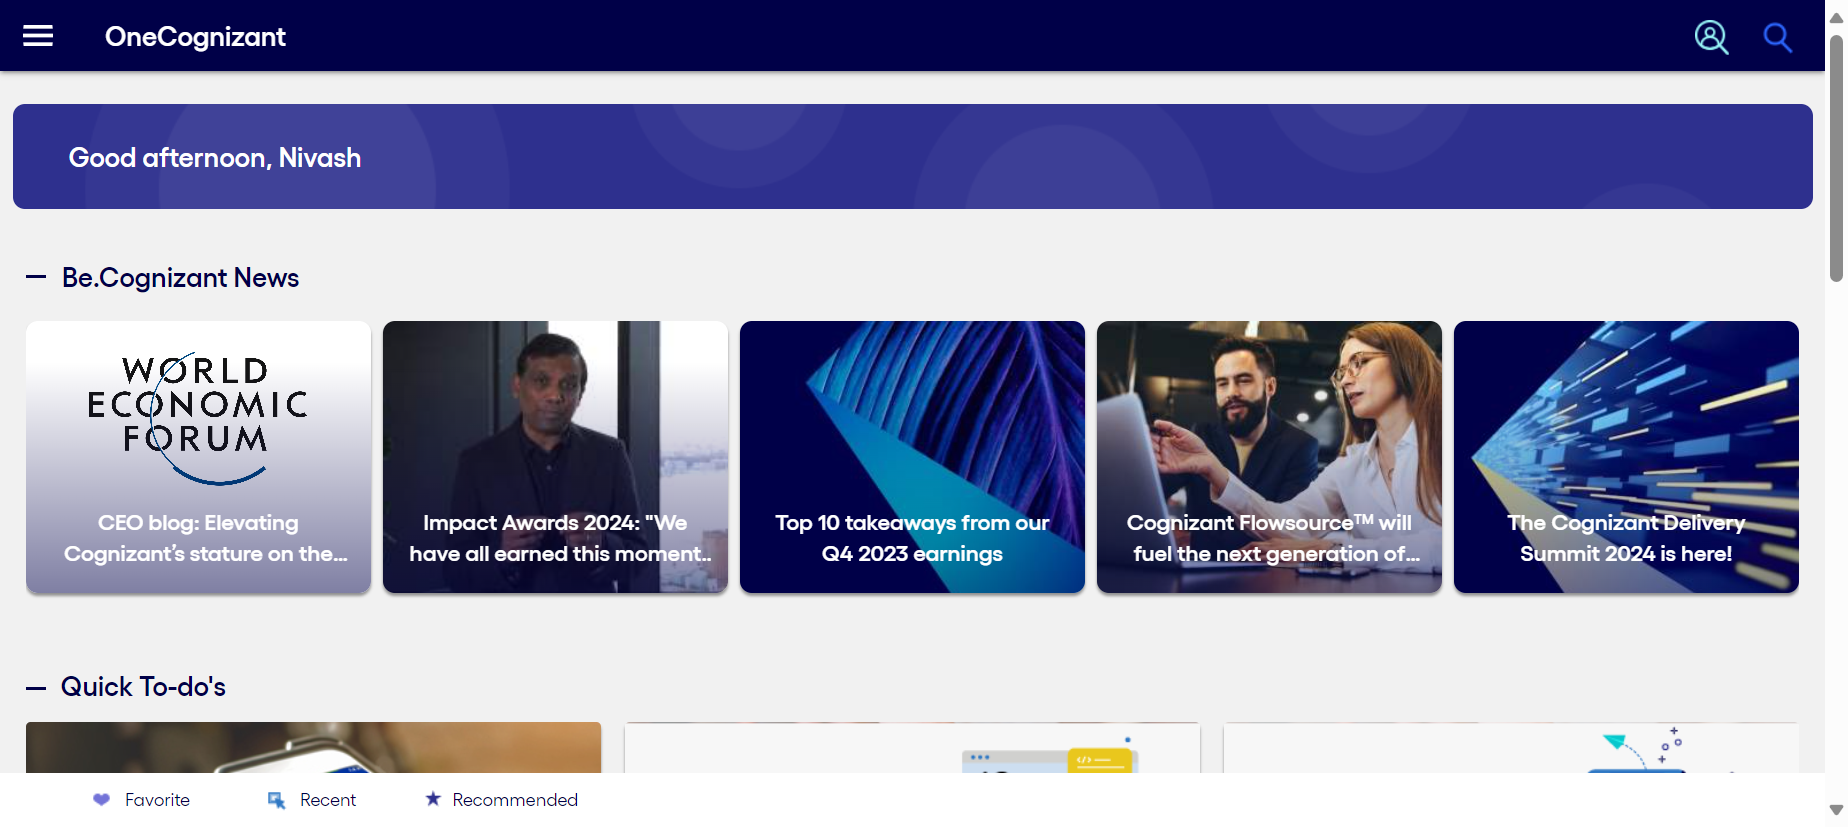 OneCognizant
Good afternoon, Nivash
Be.Cognizant News
WORLD
ECONOMIC
FORUM
CEO blog: Elevating
Cognizant’s stature on the...
Impact Awards 2024: "We
have all earned this moment...
Top 10 takeaways from our
Q4 2023 earnings
Cognizant Flowsource™ will
fuel the next generation of...
The Cognizant Delivery
Summit 2024 is here!
Quick To-do's
Favorite
Recent
Recommended